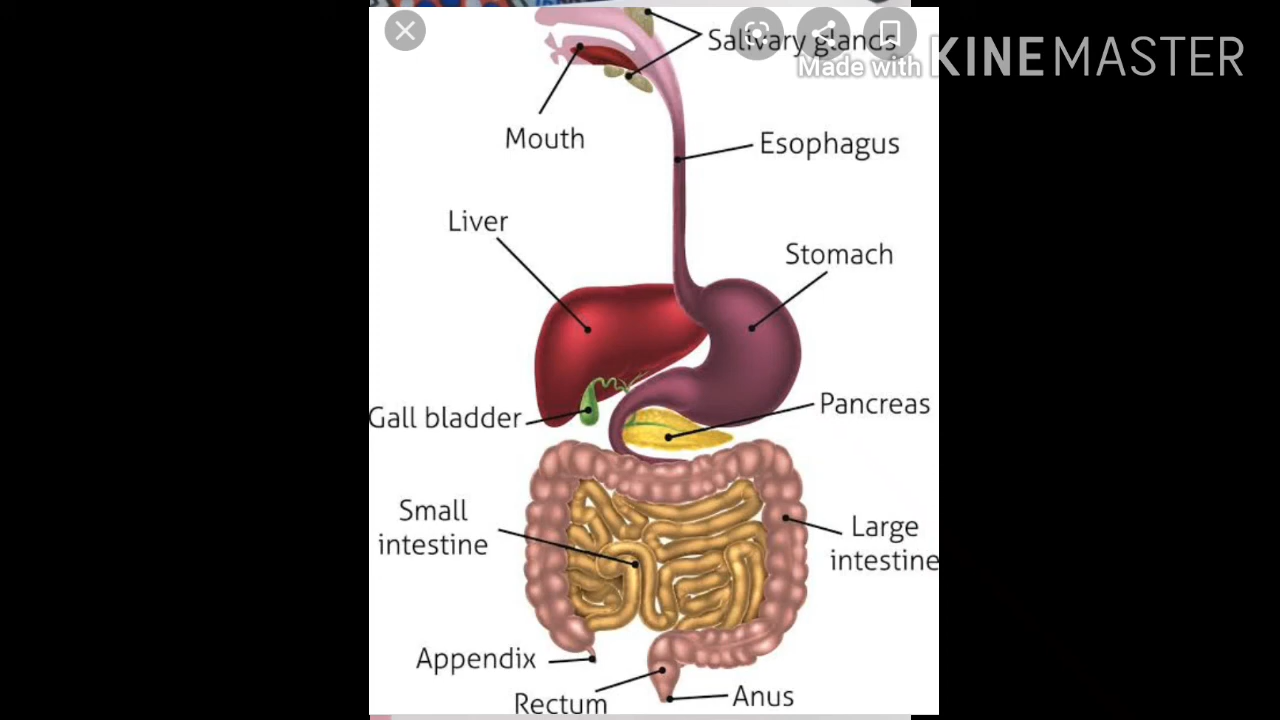 Salivary glands
Made with KINEMASTER
Mouth
Esophagus
Liver
Stomach
Gall bladder
Pancreas
Small
intestine
Large
intestine
Appendix
Rectum
Anus